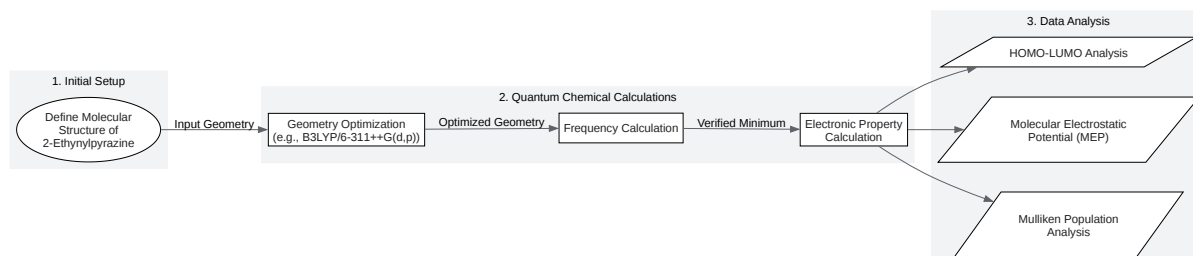 1. Initial Setup
Define Molecular
Structure of
2-Ethynylpyrazine
Input Geometry
2. Quantum Chemical Calculations
Geometry Optimization
(e.g., B3LYP/6-311++G(d,p))
Optimized Geometry
Frequency Calculation
Verified Minimum
Electronic Property
Calculation
3. Data Analysis
HOMO-LUMO Analysis
Molecular Electrostatic
Potential (MEP)
Mulliken Population
Analysis